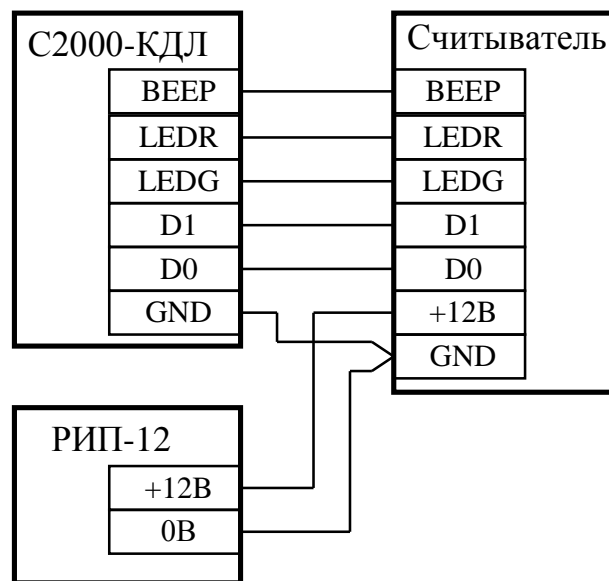 С2000-КДЛ
BEEP
LEDR
LEDG
D1
D0
GND
Считыватель
BEEP
LEDR
LEDG
D1
D0
+12В
GND
РИП-12
+12В
0В